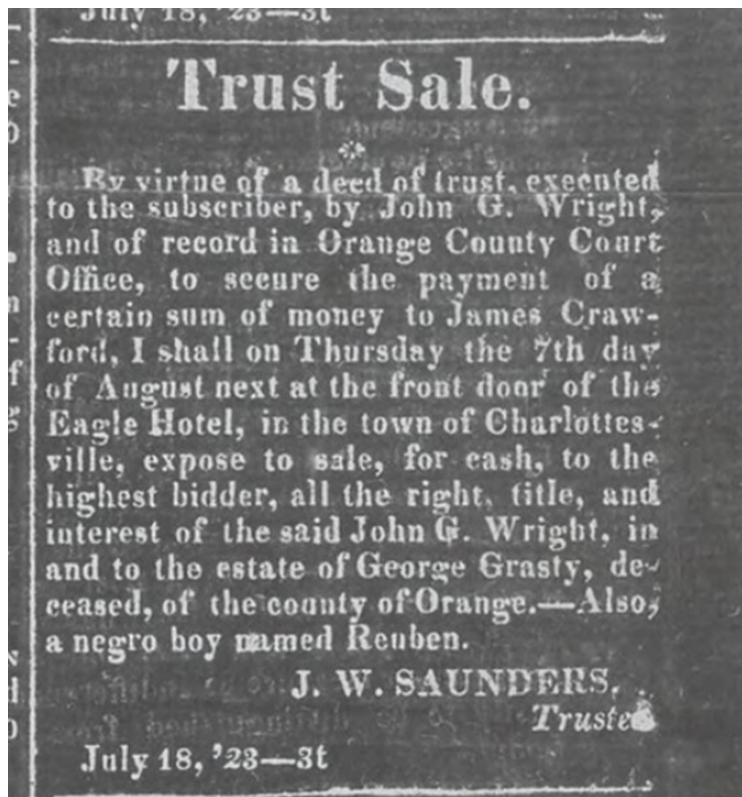 July 18, '23—3t
Trust Sale.
By virtue of a deed of trust, executed
to the subscriber, by John G. Wright,
and of record in Orange County Court
Office, to secure the payment of a
certain sum of money to James Craw-
ford, I shall on Thursday the 7th day
of August next at the front door of the
Eagle Hotel, in the town of Charlottes-
ville, expose to sale, for cash, to the
highest bidder, all the right, title, and
interest of the said John G. Wright, in
and to the estate of George Grasty, de-
ceased, of the county of Orange.—Also,
a negro boy named Reuben.
J. W. SAUNDERS,
Trustee
July 18, '23—3t